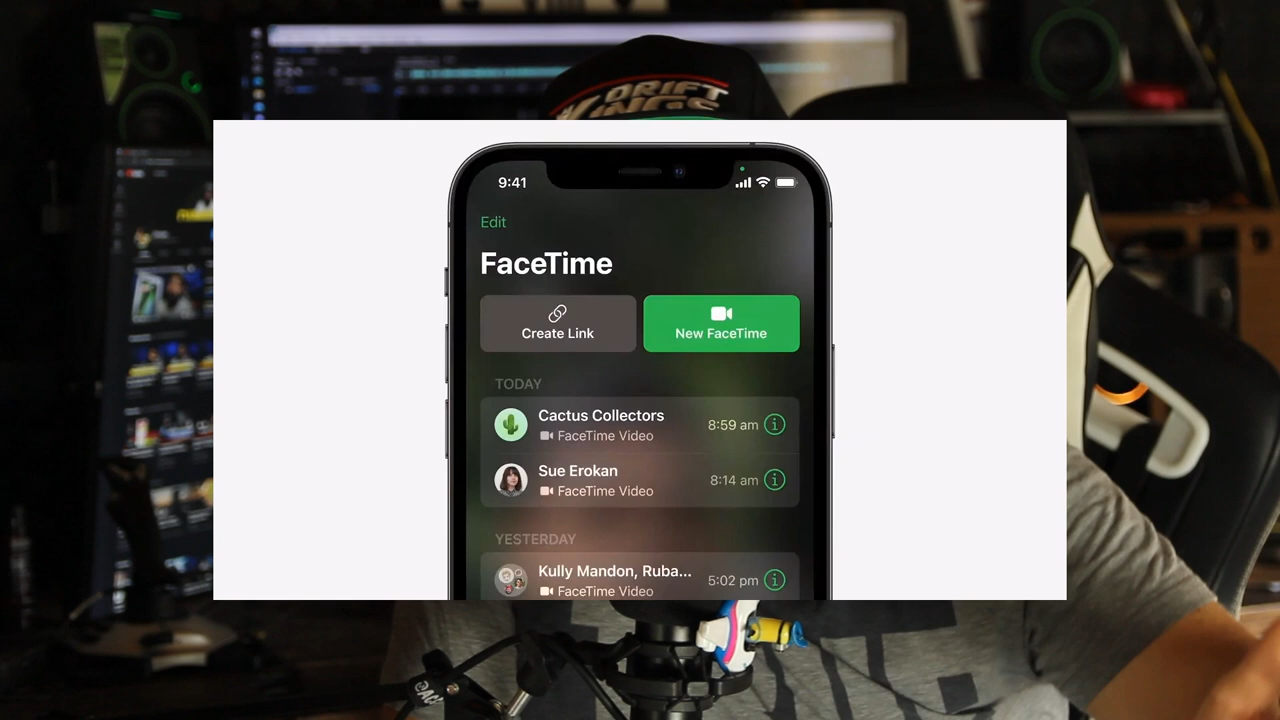 DRIFT
KINGS
9:41
Edit
FaceTime
Create Link
New FaceTime
TODAY
Cactus Collectors
FaceTime Video
8:59 am
Sue Erokan
FaceTime Video
8:14 am
YESTERDAY
Kully Mandon, Ruba...
FaceTime Video
5:02 pm